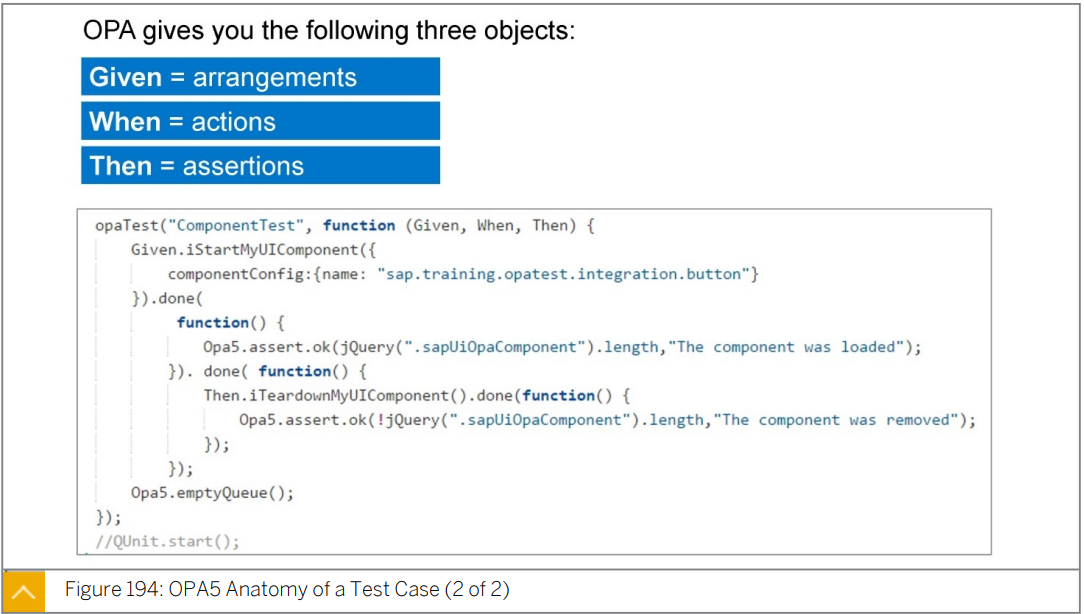 OPA gives you the following three objects:
Given = arrangements
When = actions
Then = assertions
opaTest("ComponentTest", function (Given, When, Then) {
Given.iStartMyUIComponent({
componentConfig:{name: "sap.training.opatest.integration.button"}
}).done(
function() {
Opa5.assert.ok(jQuery(".sapUiOpaComponent").length,"The component was loaded");
}). done( function() {
Then.iTeardownMyUIComponent().done(function() {
Opa5.assert.ok(!jQuery(".sapUiOpaComponent").length,"The component was removed");
});
});
Opa5.emptyQueue();
});
//QUnit.start();
Figure 194: OPA5 Anatomy of a Test Case (2 of 2)